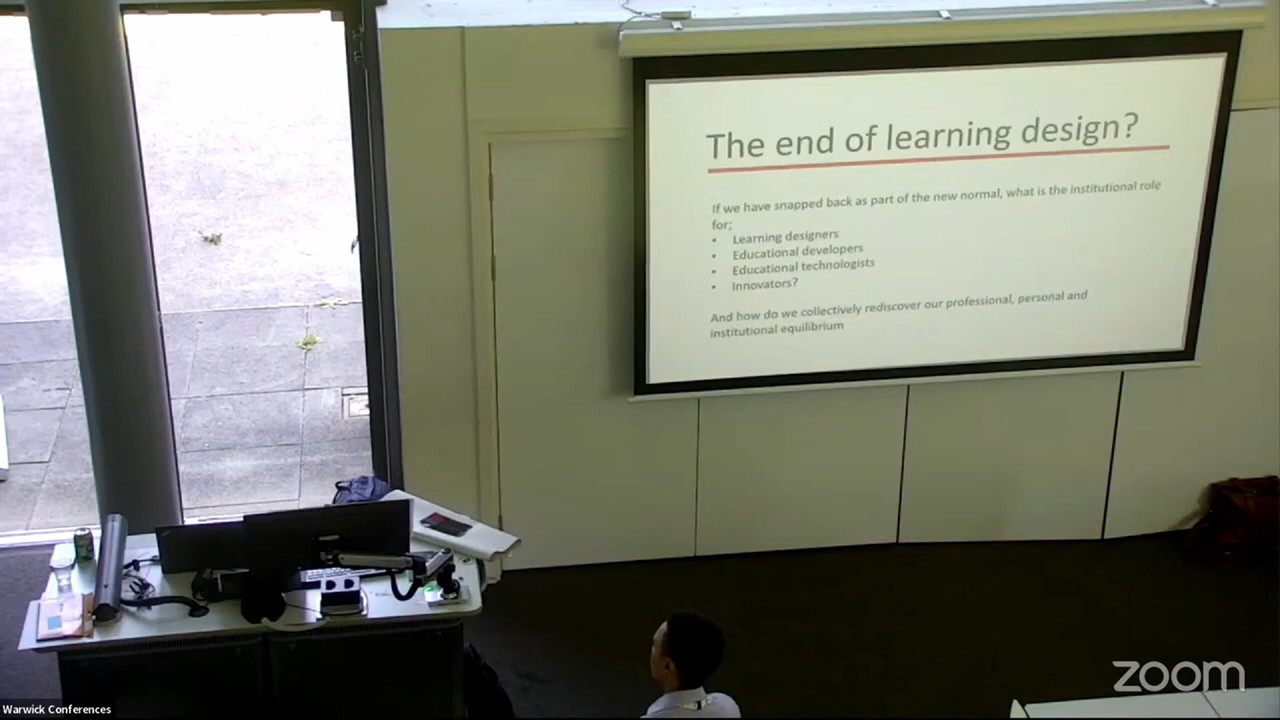 The end of learning design?
If we have snapped back as part of the new normal, what is the institutional role
for;
• Learning designers
• Educational developers
• Educational technologists
• Innovators?
And how do we collectively rediscover our professional, personal and
institutional equilibrium
zoom
Warwick Conferences